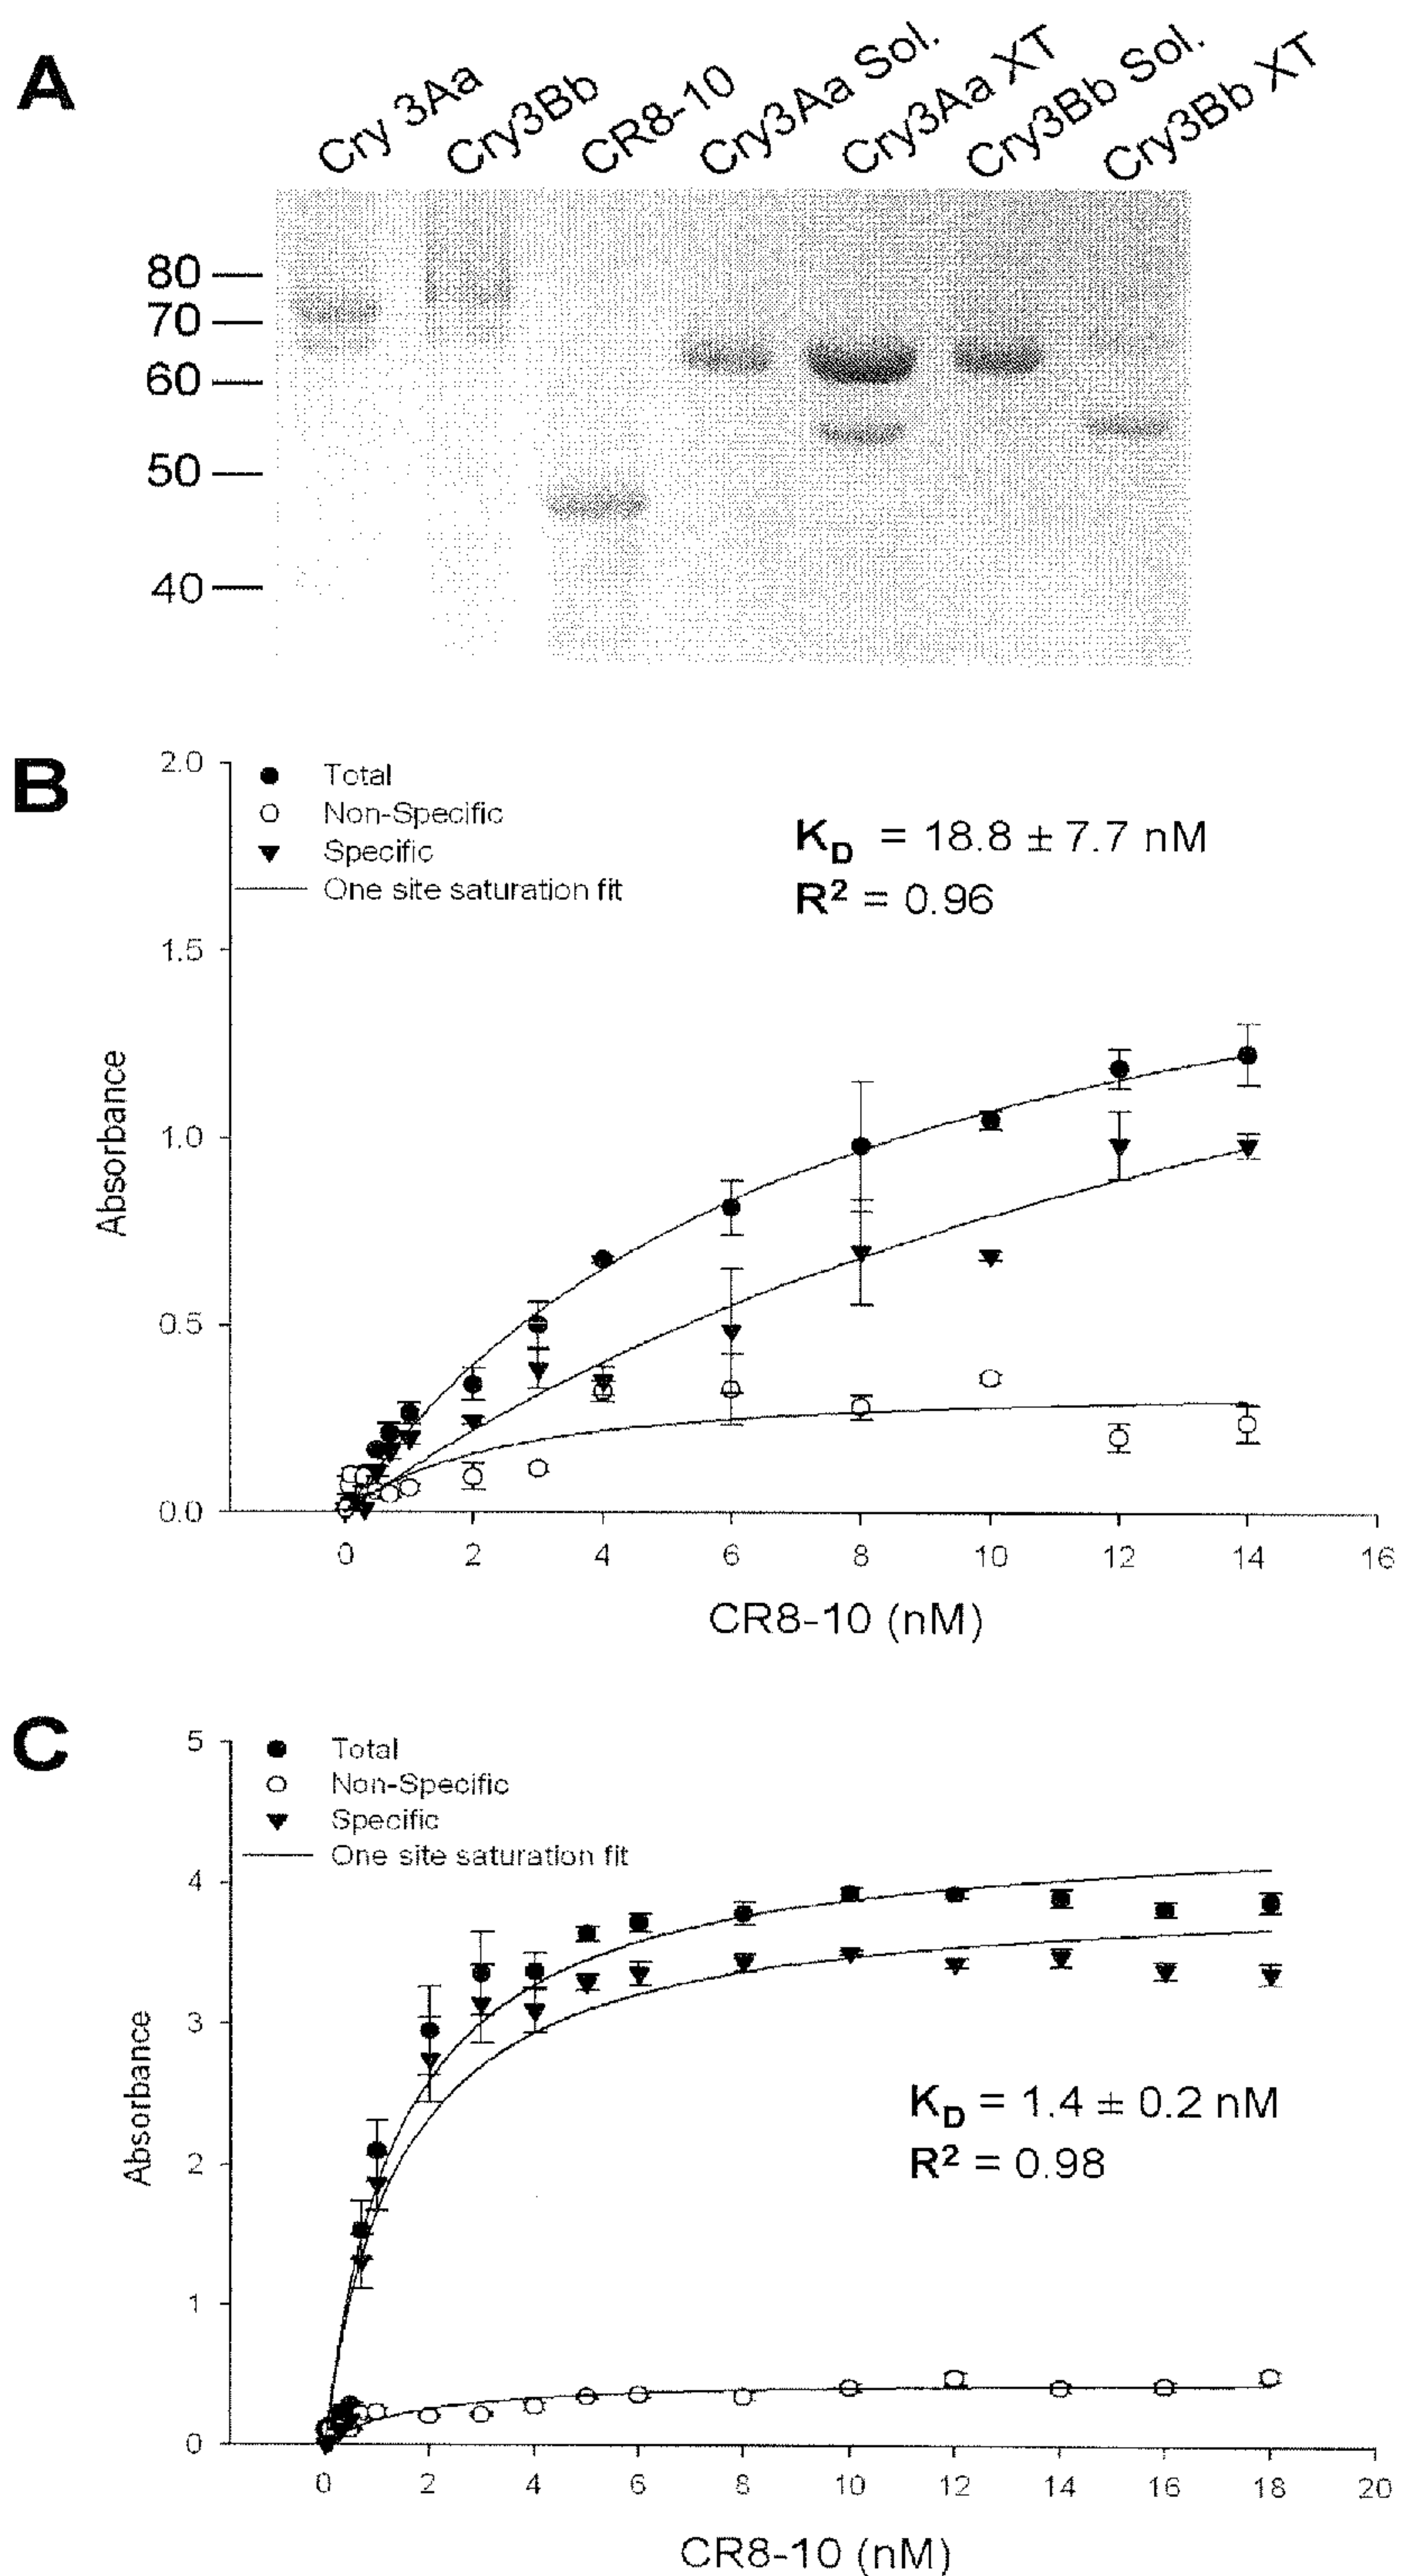 A
Cry 3Aa
Cry3Bb
CR8-10
Cry3Aa Sol.
Cry3Aa XT
Cry3Bb Sol.
Cry3Bb XT
80
70
60
50
40
B
Total
Non-Specific
Specific
One site saturation fit
K_D = 18.8 ± 7.7 nM
R² = 0.96
Absorbance
2.0
1.5
1.0
0.5
0.0
0 2 4 6 8 10 12 14 16
CR8-10 (nM)
C
Total
Non-Specific
Specific
One site saturation fit
K_D = 1.4 ± 0.2 nM
R² = 0.98
Absorbance
5
4
3
2
1
0
0 2 4 6 8 10 12 14 16 18 20
CR8-10 (nM)